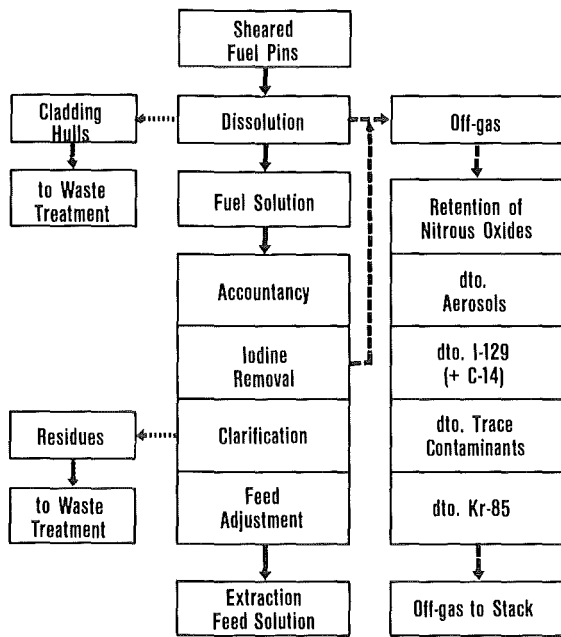 Sheared
Fuel Pins
Cladding
Hulls
Dissolution
Off-gas
to Waste
Treatment
Fuel Solution
Retention of
Nitrous Oxides
Accountancy
dto.
Aerosols
Iodine
Removal
dto. I-129
(+ C-14)
Residues
Clarification
dto. Trace
Contaminants
to Waste
Treatment
Feed
Adjustment
dto. Kr-85
Extraction
Feed Solution
Off-gas to Stack